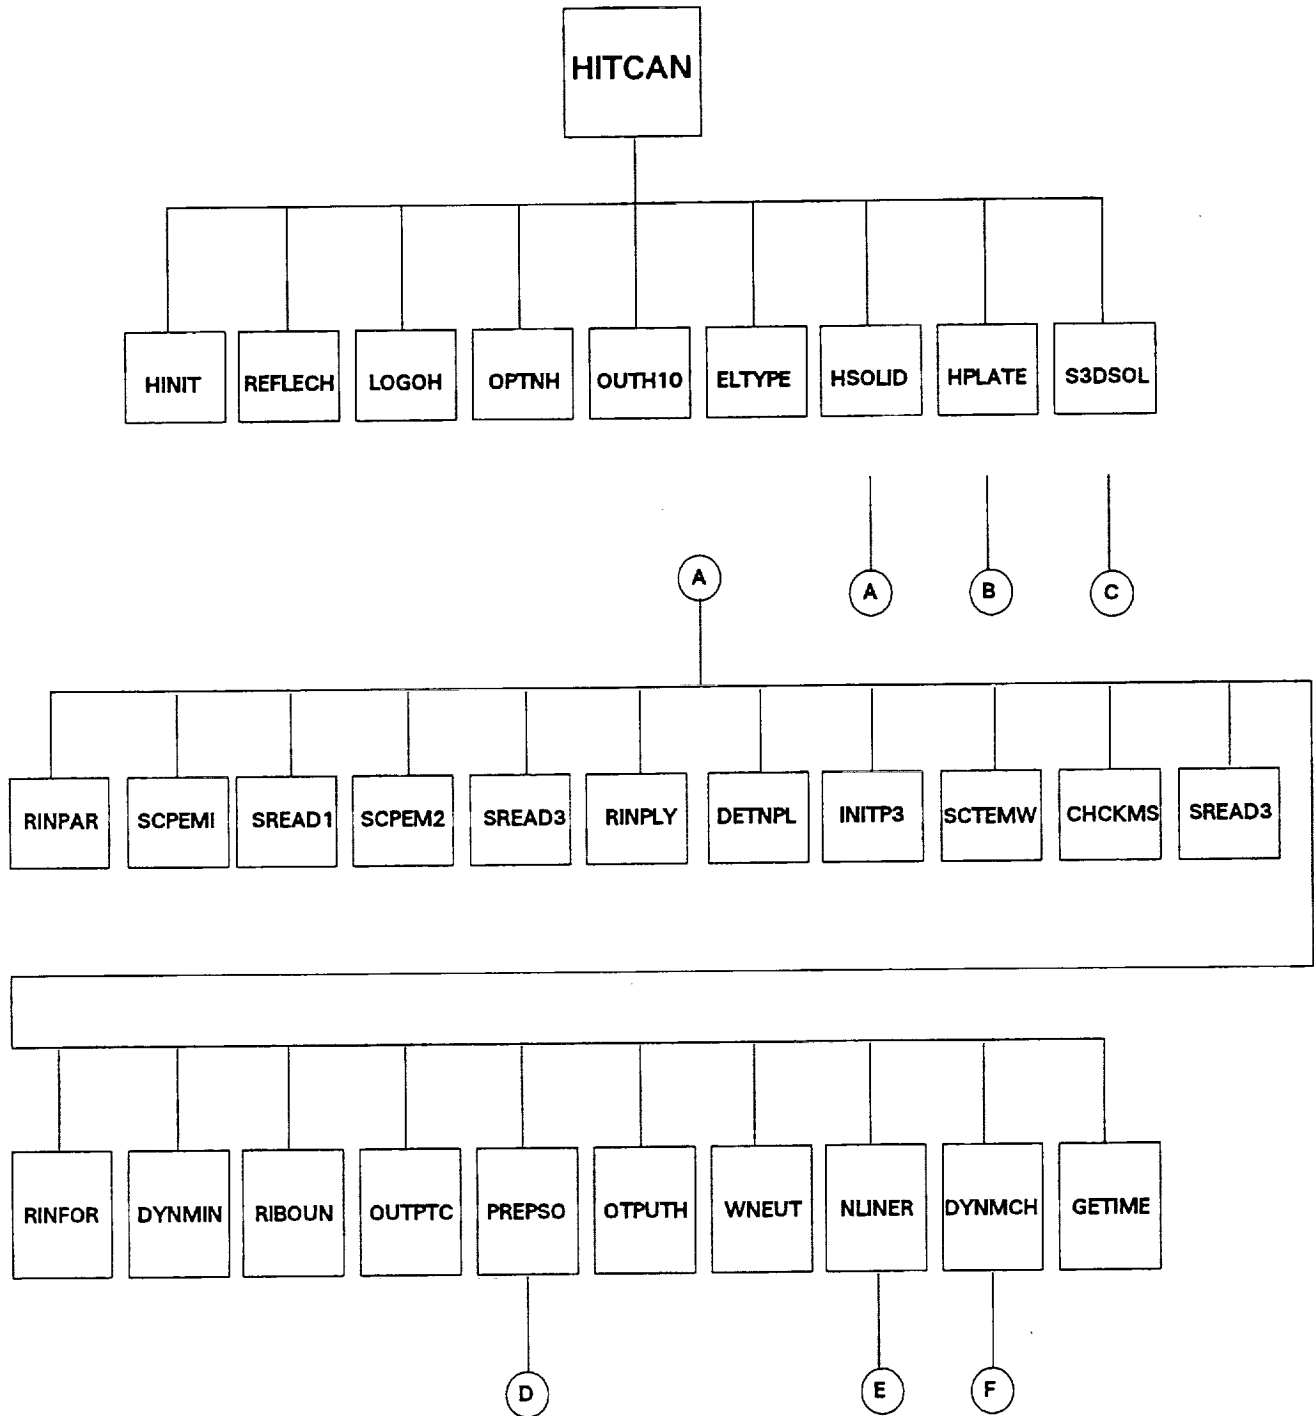 HITCAN
HINIT REFLECH LOGOH OPTNH OUTH10 ELTYPE HSOLID HPLATE S3DSOL
A A B C
RINPAR SCPEMI SREAD1 SCPEM2 SREAD3 RINPLY DETNPL INITP3 SCTEMW CHCKMS SREAD3
RINFOR DYNMIN RIBOUN OUTPTC PREPSO OTPUTH WNEUT NLINER DYNMCH GETIME
D E F